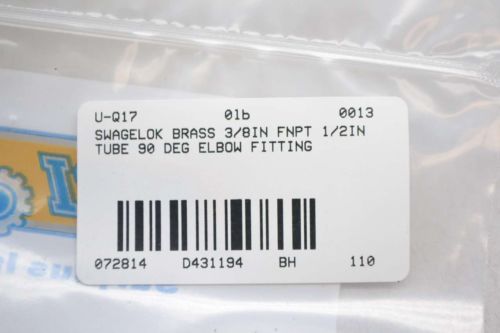 U-Q17 01b 0013
SWAGELOK BRASS 3/8IN FNPT 1/2IN
TUBE 90 DEG ELBOW FITTING
072814 D431194 BH 110